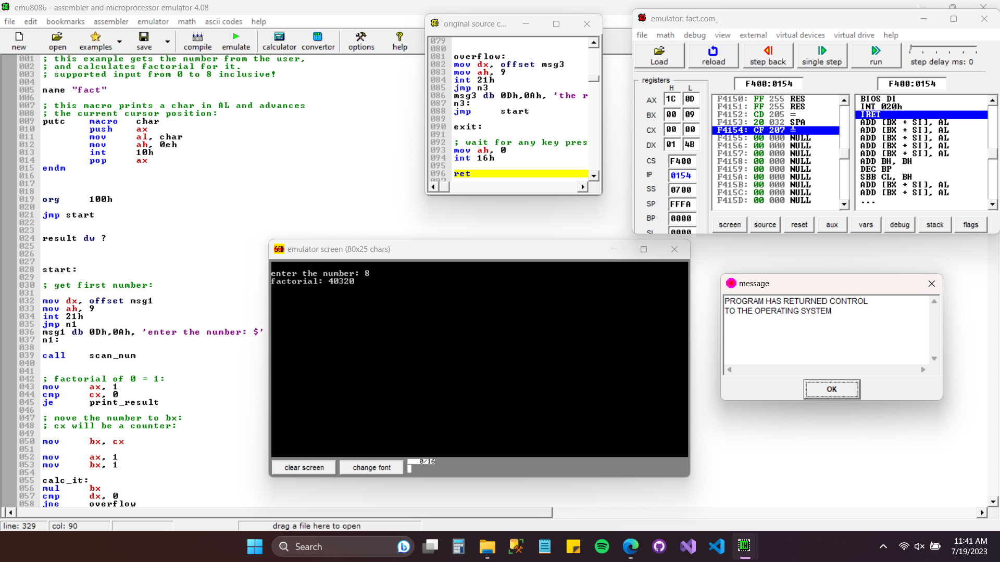 emu8086 - assembler and microprocessor emulator 4.08
file edit bookmarks assembler emulator math ascii codes help
new open examples save compile emulate calculator convertor options help
001 ; this example gets the number from the user,
002 ; and calculates factorial for it.
003 ; supported input from 0 to 8 inclusive!
004
005 name "fact"
006
007 ; this macro prints a char in AL and advances
008 ; the current cursor position:
009 putc macro char
010 push ax
011 mov al, char
012 mov ah, 0eh
013 int 10h
014 pop ax
015 endm
016
017
018
019 org 100h
020
021 jmp start
022
023
024 result dw ?
025
026
027
028 start:
029
030 ; get first number:
031
032 mov dx, offset msg1
033 mov ah, 9
034 int 21h
035 jmp n1
036 msg1 db 0Dh,0Ah, 'enter the number: $'
037 n1:
038
039 call scan_num
040
041
042 ; factorial of 0 = 1:
043 mov ax, 1
044 cmp cx, 0
045 je print_result
046
047 ; move the number to bx:
048 ; cx will be a counter:
049
050 mov bx, cx
051
052 mov ax, 1
053 mov bx, 1
054
055 calc_it:
056 mul bx
057 cmp dx, 0
058 jne overflow
line: 329 col: 90 drag a file here to open
original source c...
079
080
081 overflow:
082 mov dx, offset msg3
083 mov ah, 9
084 int 21h
085 jmp n3
086 msg3 db 0Dh,0Ah, 'the r
087 n3:
088 jmp start
089
090 exit:
091
092 ; wait for any key pres
093 mov ah, 0
094 int 16h
095
096 ret
097
emulator: fact.com_
file math debug view external virtual devices virtual drive help
Load reload step back single step run step delay ms: 0
registers F400:0154 F400:0154
H L
AX 1C 0D
BX 00 09
CX 00 00
DX 01 4B
CS F400
IP 0154
SS 0700
SP FFFA
BP 0000
SI 0000
F4150: FF 255 RES
F4151: FF 255 RES
F4152: CD 205 =
F4153: 20 032 SPA
F4154: CF 207 ╧
F4155: 00 000 NULL
F4156: 00 000 NULL
F4157: 00 000 NULL
F4158: 00 000 NULL
F4159: 00 000 NULL
F415A: 00 000 NULL
F415B: 00 000 NULL
F415C: 00 000 NULL
F415D: 00 000 NULL
BIOS DI
INT 020h
IRET
ADD [BX + SI], AL
ADD [BX + SI], AL
ADD [BX + SI], AL
ADD [BX + SI], AL
ADD [BX + SI], AL
ADD BH, BH
DEC BP
SBB CL, BH
ADD [BX + SI], AL
ADD [BX + SI], AL
...
screen source reset aux vars debug stack flags
SCR emulator screen (80x25 chars)
enter the number: 8
factorial: 40320
clear screen change font 0/16
message
PROGRAM HAS RETURNED CONTROL
TO THE OPERATING SYSTEM
OK
Search
11:41 AM
7/19/2023